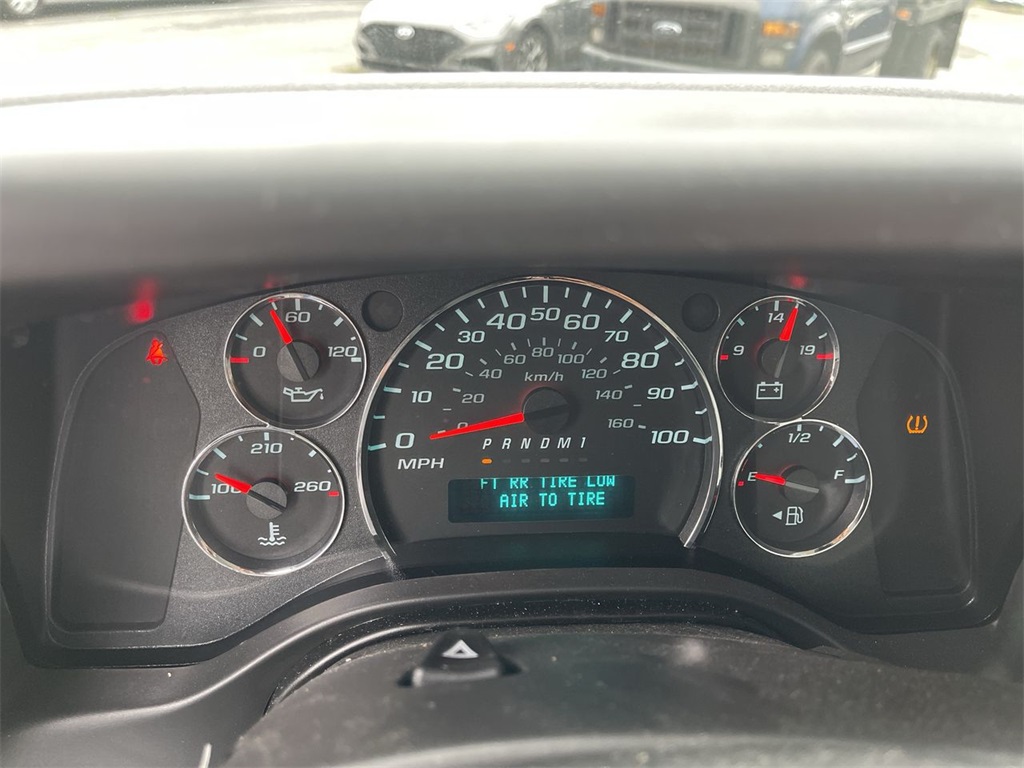 0 60 120
100 210 260
0 10 20 30 40 50 60 70 80 90 100
0 20 40 60 80 100 120 140 160
km/h
MPH
P R N D M 1
FT RR TIRE LOW
AIR TO TIRE
9 14 19
E 1/2 F